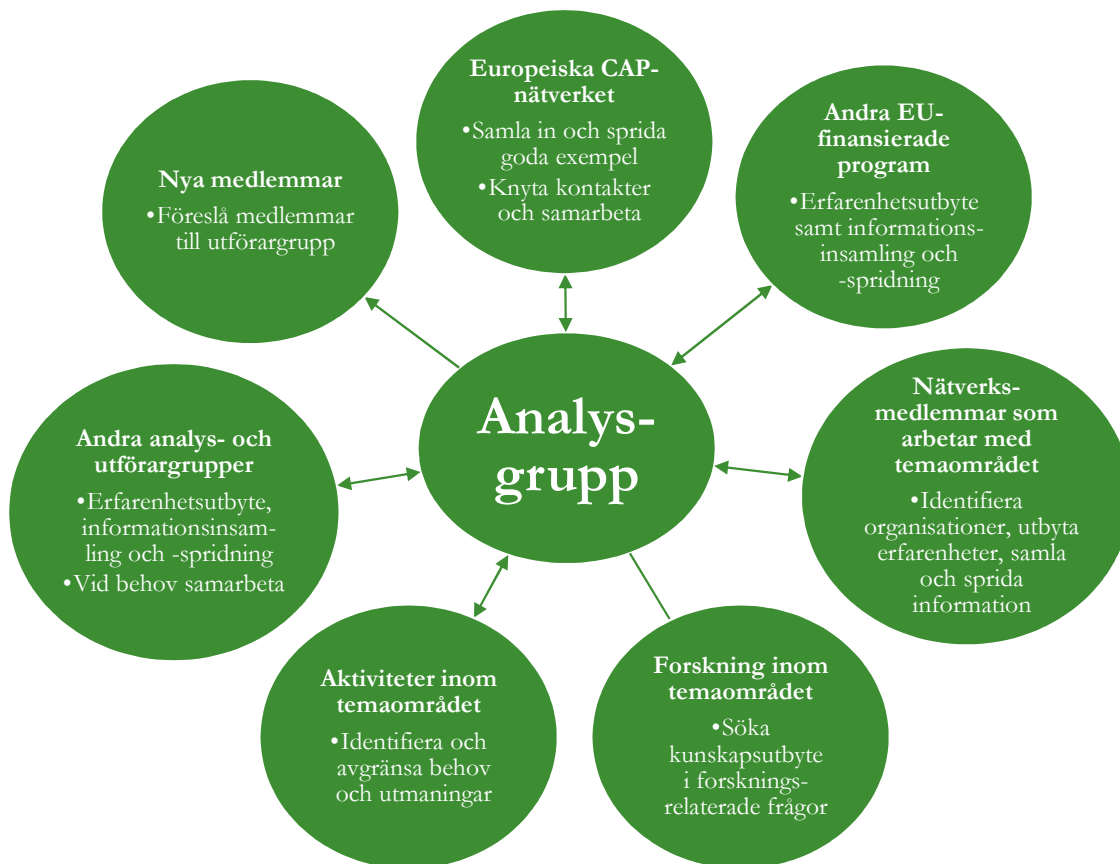 Europeiska CAP-
nätverket
•Samla in och sprida
goda exempel
•Knyta kontakter
och samarbeta
Andra EU-
finansierade
program
•Erfarenhetsutbyte
samt informations-
insamling och
-spridning
Nätverks-
medlemmar som
arbetar med
temaområdet
•Identifiera
organisationer, utbyta
erfarenheter, samla
och sprida
information
Forskning inom
temaområdet
•Söka
kunskapsutbyte
i forsknings-
relaterade frågor
Aktiviteter inom
temaområdet
•Identifiera och
avgränsa behov
och utmaningar
Andra analys- och
utförargrupper
•Erfarenhetsutbyte,
informationsinsam-
ling och -spridning
•Vid behov samarbeta
Nya medlemmar
•Föreslå medlemmar
till utförargrupp
Analys-
grupp